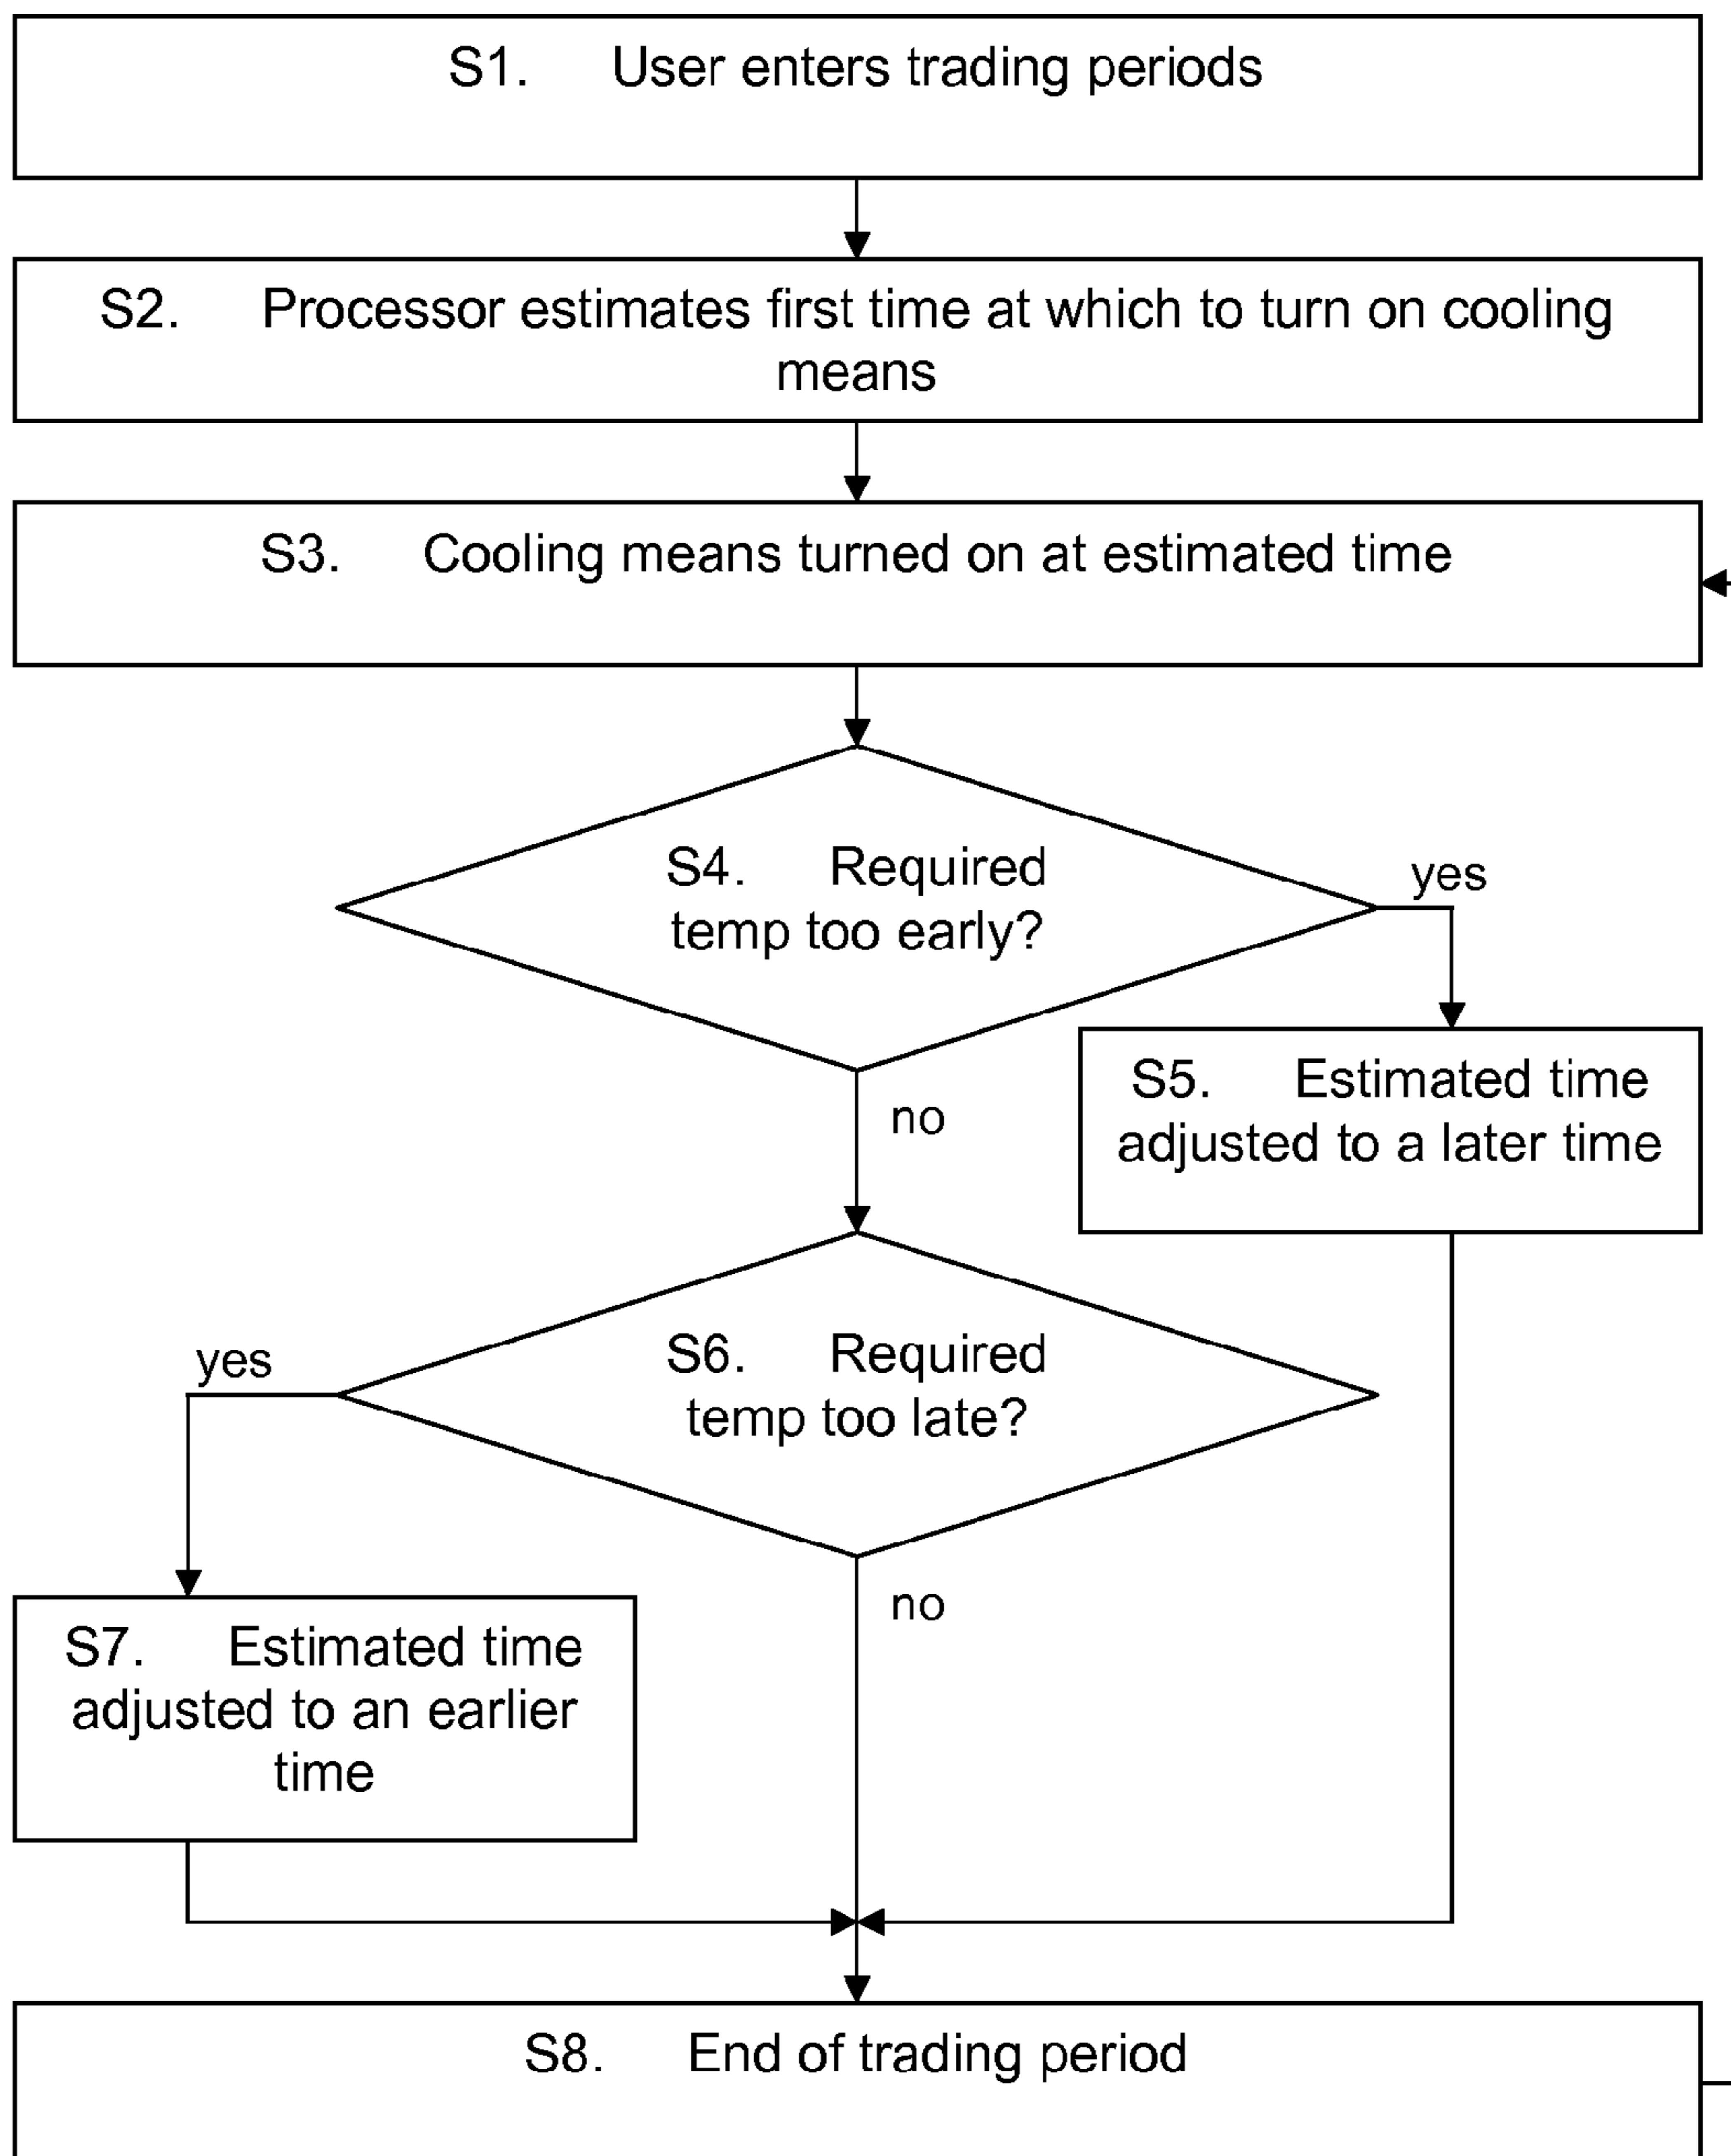 S1. User enters trading periods
S2. Processor estimates first time at which to turn on cooling
means
S3. Cooling means turned on at estimated time
S4. Required
temp too early?
yes
S5. Estimated time
adjusted to a later time
no
S6. Required
temp too late?
yes
no
S7. Estimated time
adjusted to an earlier
time
S8. End of trading period